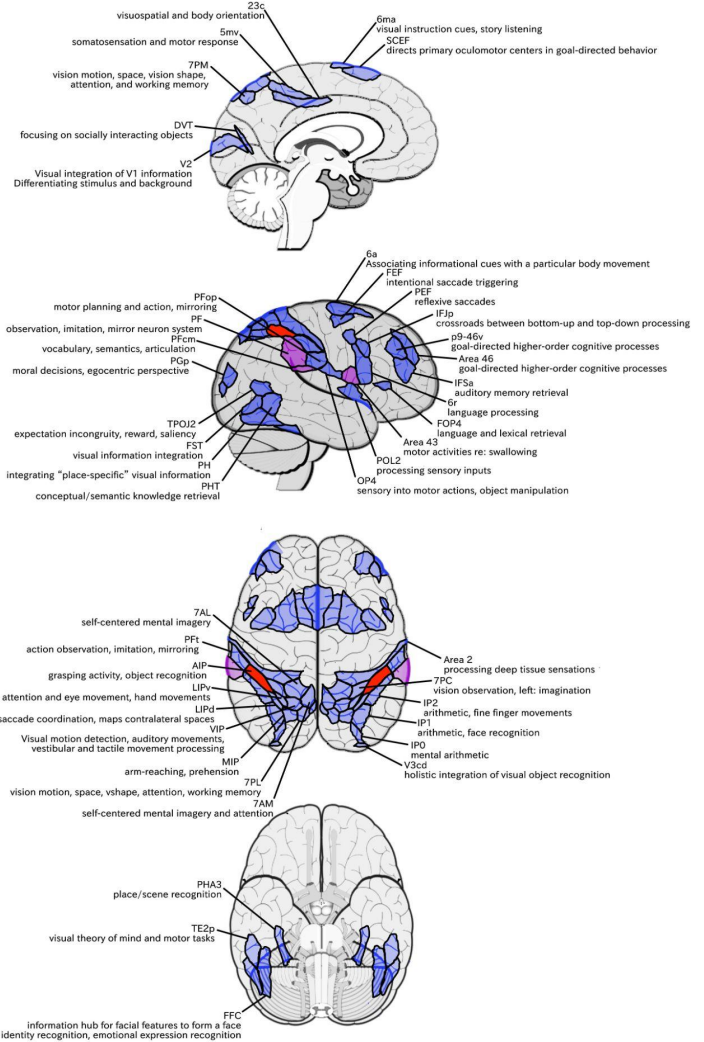 23c
visuospatial and body orientation
5mv
somatosensation and motor response
7PM
vision motion, space, vision shape,
attention, and working memory
DVT
focusing on socially interacting objects
V2
Visual integration of V1 information
Differentiating stimulus and background
6ma
visual instruction cues, story listening
SCEF
directs primary oculomotor centers in goal-directed behavior
6a
Associating informational cues with a particular body movement
FEF
intentional saccade triggering
PEF
reflexive saccades
IFJp
crossroads between bottom-up and top-down processing
p9-46v
goal-directed higher-order cognitive processes
Area 46
goal-directed higher-order cognitive processes
IFSa
auditory memory retrieval
6r
language processing
FOP4
language and lexical retrieval
Area 43
motor activities re: swallowing
POL2
processing sensory inputs
OP4
sensory into motor actions, object manipulation
PFop
motor planning and action, mirroring
PF
observation, imitation, mirror neuron system
PFcm
vocabulary, semantics, articulation
PGp
moral decisions, egocentric perspective
TPOJ2
expectation incongruity, reward, saliency
FST
visual information integration
PH
integrating “place-specific” visual information
PHT
conceptual/semantic knowledge retrieval
7AL
self-centered mental imagery
PFt
action observation, imitation, mirroring
AIP
grasping activity, object recognition
LIPv
attention and eye movement, hand movements
LIPd
saccade coordination, maps contralateral spaces
VIP
Visual motion detection, auditory movements,
vestibular and tactile movement processing
MIP
arm-reaching, prehension
7PL
vision motion, space, vshape, attention, working memory
7AM
self-centered mental imagery and attention
Area 2
processing deep tissue sensations
7PC
vision observation, left: imagination
IP2
arithmetic, fine finger movements
IP1
arithmetic, face recognition
IP0
mental arithmetic
V3cd
holistic integration of visual object recognition
PHA3
place/scene recognition
TE2p
visual theory of mind and motor tasks
FFC
information hub for facial features to form a face
identity recognition, emotional expression recognition